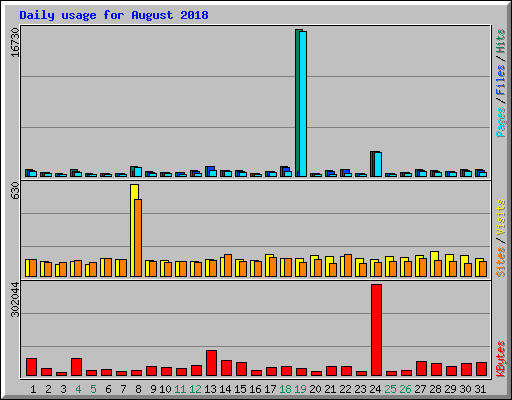 Daily usage for August 2018
16730
Pages / Files / Hits
630
Sites / Visits
302044
KBytes
1 2 3 4 5 6 7 8 9 10 11 12 13 14 15 16 17 18 19 20 21 22 23 24 25 26 27 28 29 30 31